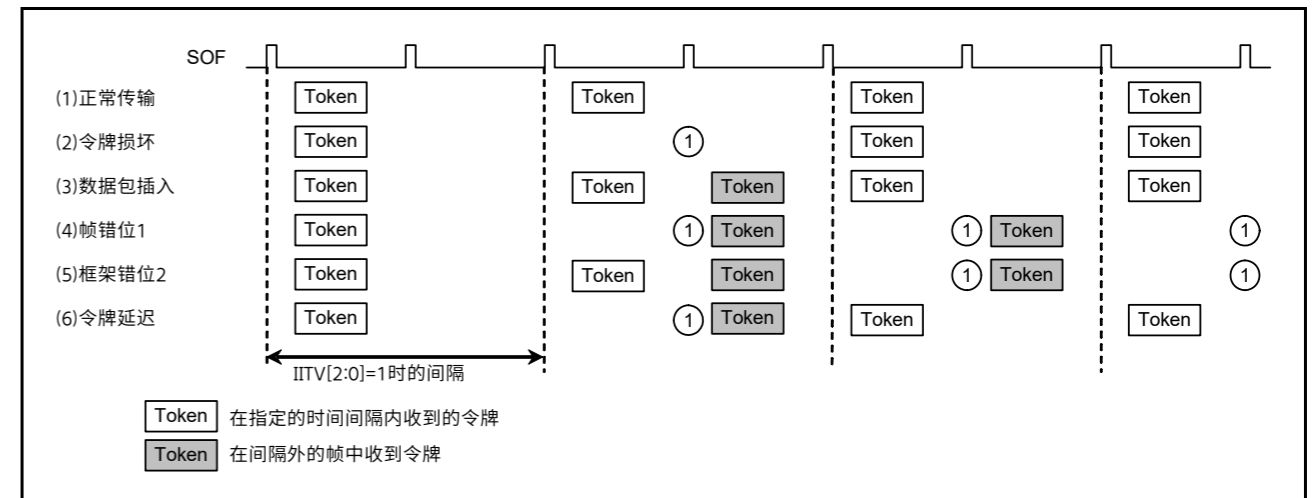 SOF
(1)正常传输 Token Token Token Token
(2)令牌损坏 Token 1 Token Token
(3)数据包插入 Token Token Token Token Token
(4)帧错位1 Token 1 Token 1 Token 1
(5)框架错位2 Token Token Token 1 Token 1
(6)令牌延迟 Token 1 Token Token Token
IITV[2:0]=1时的间隔
Token 在指定的时间间隔内收到的令牌
Token 在间隔外的帧中收到令牌